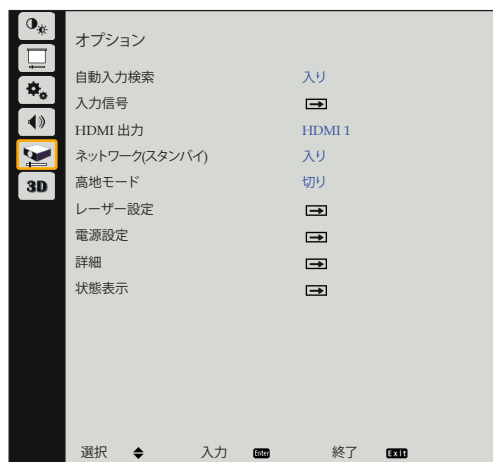 オプション
自動入力検索 入り
入力信号
HDMI 出力 HDMI 1
ネットワーク(スタンバイ) 入り
高地モード 切り
レーザー設定
電源設定
詳細
状態表示
3D
選択 入力 Enter 終了 Exit